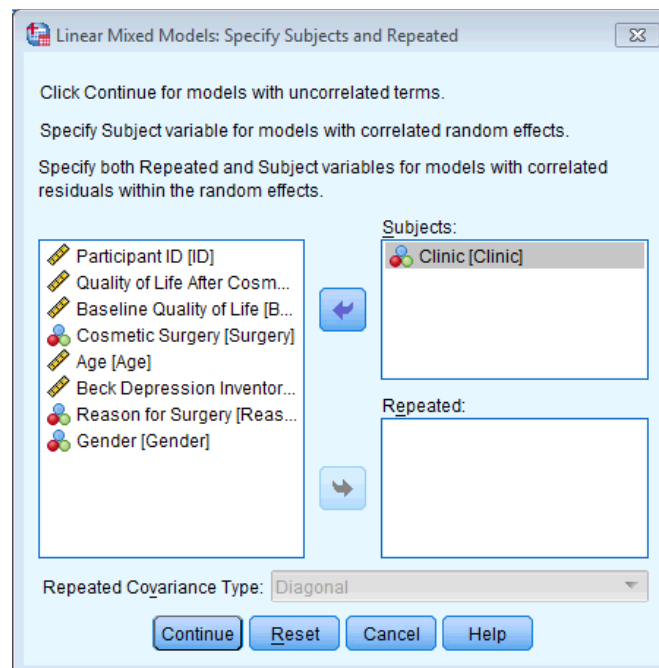 Linear Mixed Models: Specify Subjects and Repeated
Click Continue for models with uncorrelated terms.
Specify Subject variable for models with correlated random effects.
Specify both Repeated and Subject variables for models with correlated
residuals within the random effects.
Subjects:
Participant ID [ID]
Quality of Life After Cosm...
Baseline Quality of Life [B...
Cosmetic Surgery [Surgery]
Age [Age]
Beck Depression Inventor...
Reason for Surgery [Reas...
Gender [Gender]
Clinic [Clinic]
Repeated:
Repeated Covariance Type: Diagonal
Continue Reset Cancel Help